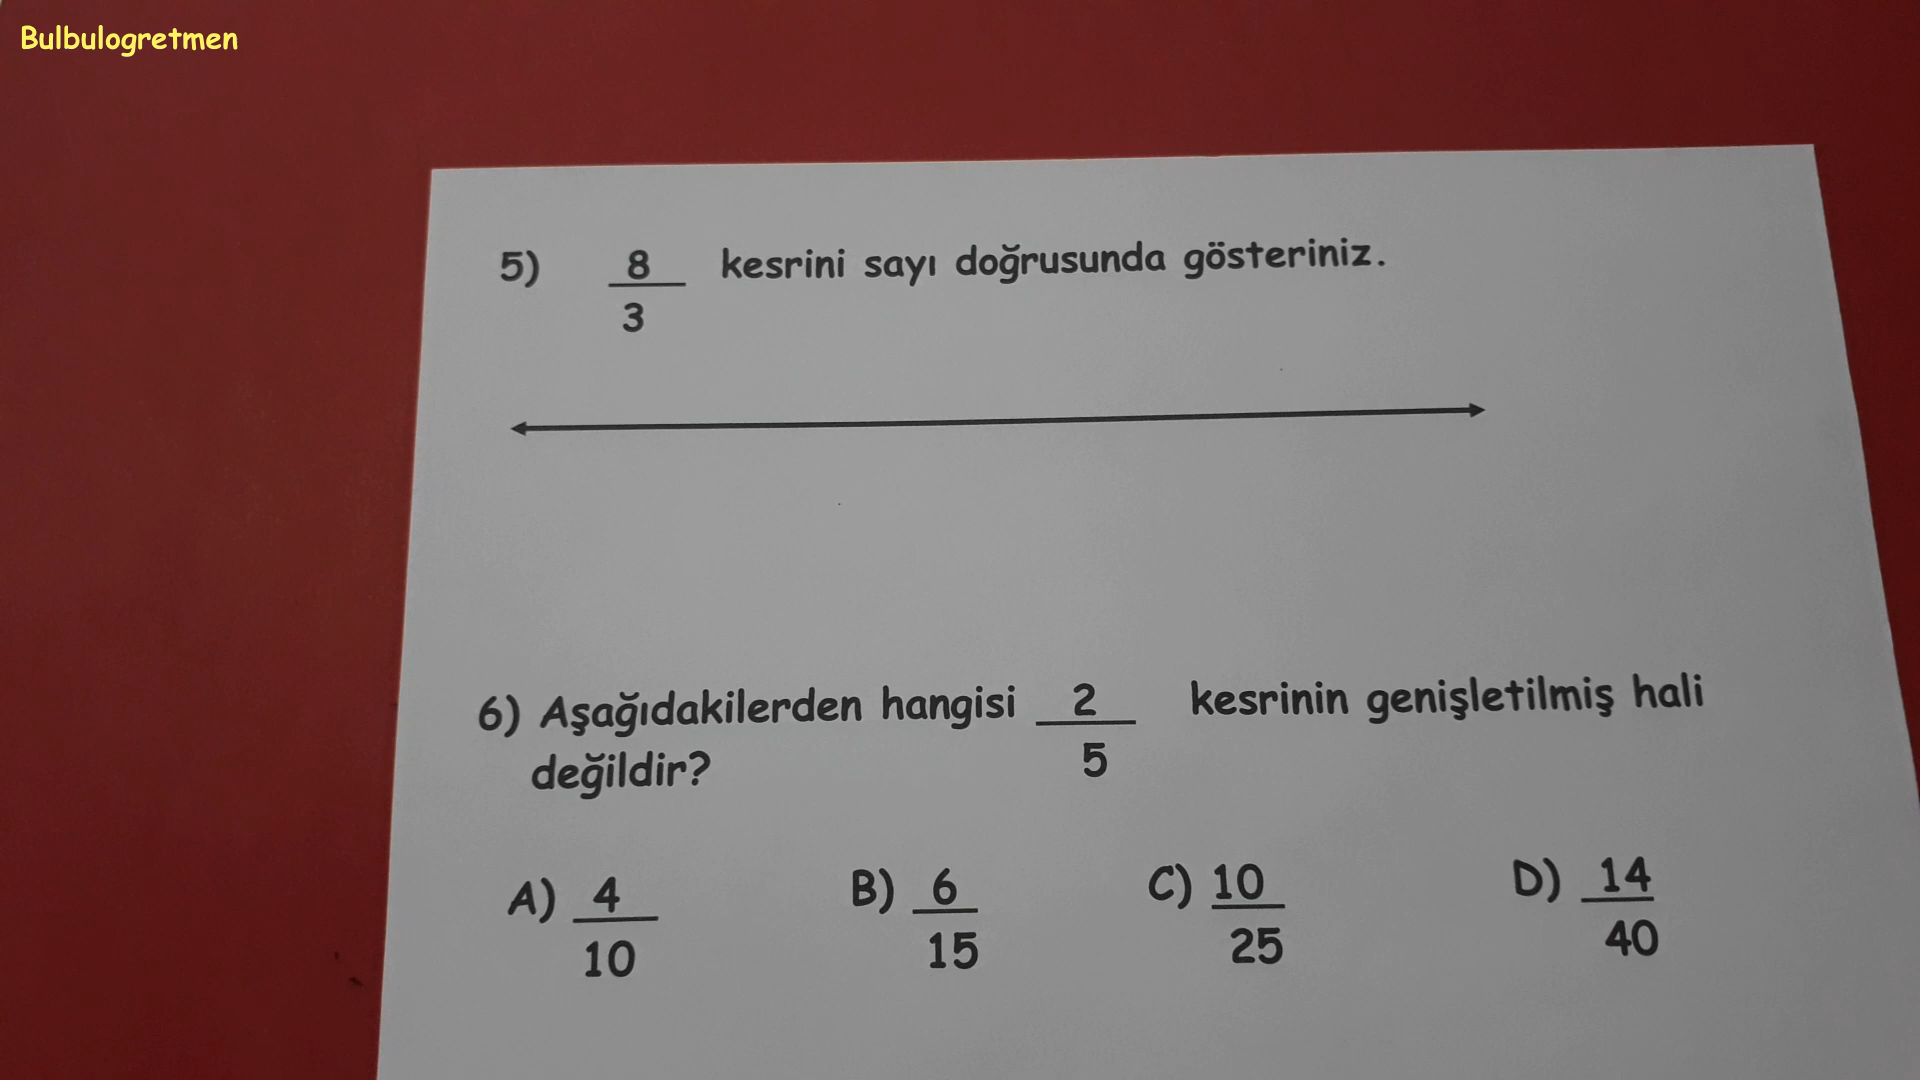 Bulbulogretmen
5) 8/3 kesrini sayı doğrusunda gösteriniz.
6) Aşağıdakilerden hangisi 2/5 kesrinin genişletilmiş hali
değildir?
A) 4/10 B) 6/15 C) 10/25 D) 14/40